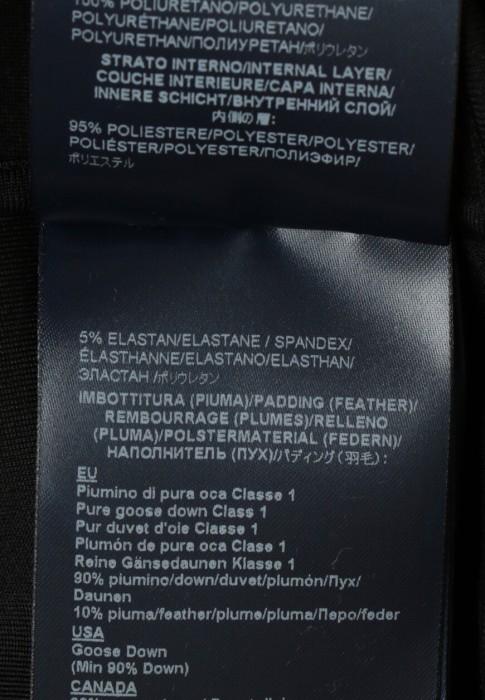 100% POLIURETANO/POLYURETHANE/
POLYURÉTHANE/POLIURETANO/
POLYURETHAN/ПОЛИУРЕТАН/ポリウレタン
STRATO INTERNO/INTERNAL LAYER/
COUCHE INTERIEURE/CAPA INTERNA/
INNERE SCHICHT/ВНУТРЕННИЙ СЛОЙ/
内側の層:
95% POLIESTERE/POLYESTER/POLYESTER/
POLIÉSTER/POLYESTER/ПОЛИЭФИР/
ポリエステル
5% ELASTAN/ELASTANE / SPANDEX/
ÉLASTHANNE/ELASTANO/ELASTHAN/
ЭЛАСТАН /ポリウレタン
IMBOTTITURA (PIUMA)/PADDING (FEATHER)/
REMBOURRAGE (PLUMES)/RELLENO
(PLUMA)/POLSTERMATERIAL (FEDERN)/
НАПОЛНИТЕЛЬ (ПУХ)/パディング(羽毛):
EU
Piumino di pura oca Classe 1
Pure goose down Class 1
Pur duvet d'oie Classe 1
Plumón de pura oca Clase 1
Reine Gänsedaunen Klasse 1
90% piumino/down/duvet/plumón/Пух/
Daunen
10% piuma/feather/plume/pluma/Перо/feder
USA
Goose Down
(Min 90% Down)
CANADA